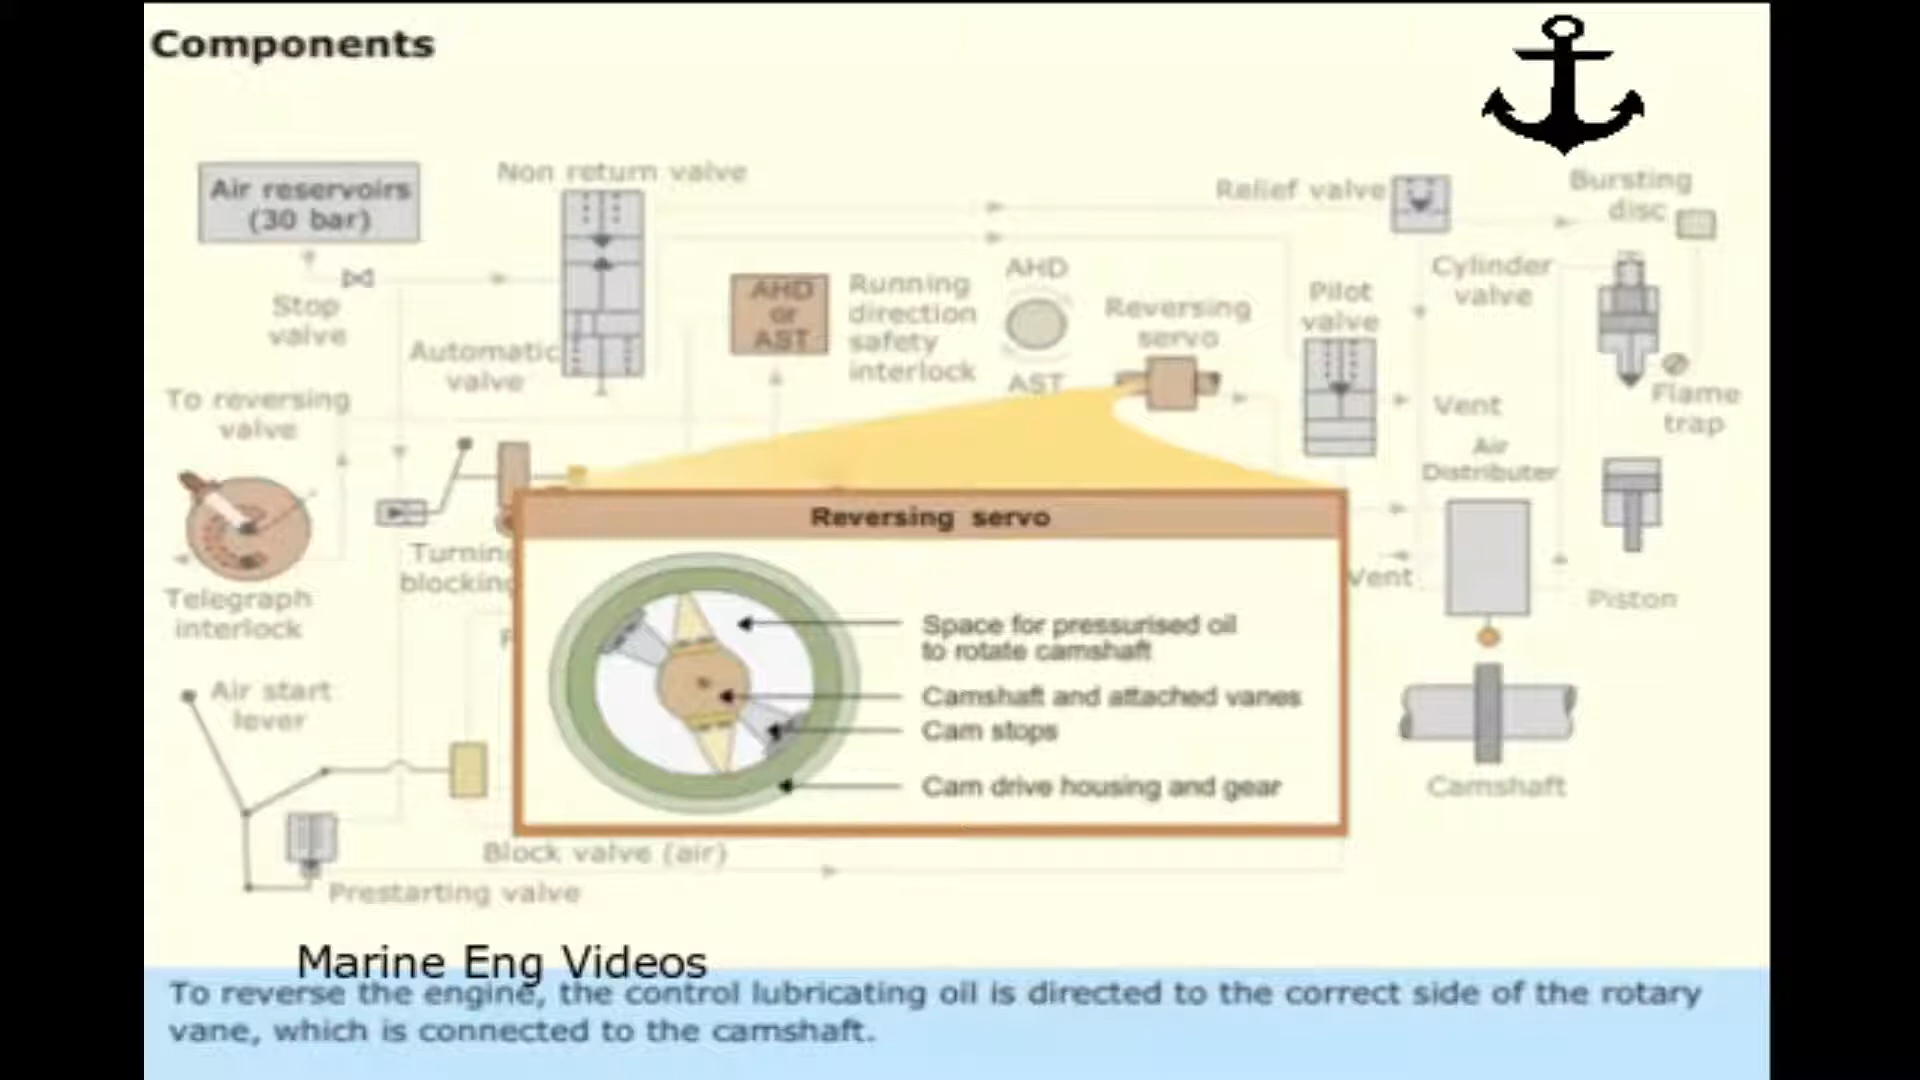 Components
Air reservoirs
(30 bar)
Non return valve
Relief valve
Bursting
disc
Stop
valve
Automatic
valve
AHD
or
AST
Running
direction
safety
interlock
AHD
AST
Reversing
servo
Pilot
valve
Cylinder
valve
Flame
trap
Vent
To reversing
valve
Telegraph
interlock
Turning
blocking
Air
Distributer
Vent
Piston
Reversing servo
Space for pressurised oil
to rotate camshaft
Camshaft and attached vanes
Cam stops
Cam drive housing and gear
Air start
lever
Camshaft
Block valve (air)
Prestarting valve
Marine Eng Videos
To reverse the engine, the control lubricating oil is directed to the correct side of the rotary
vane, which is connected to the camshaft.